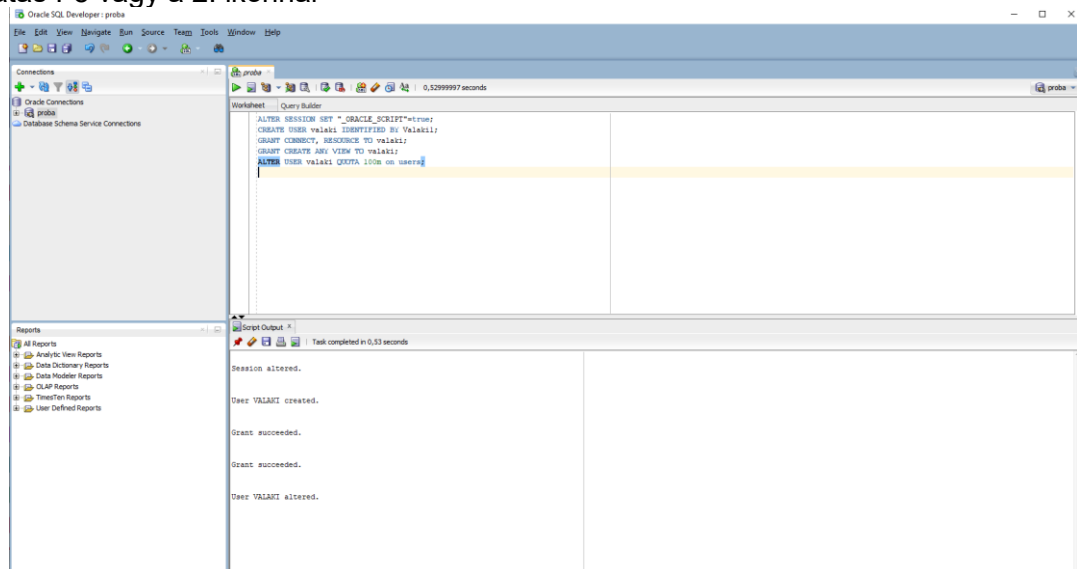 Oracle SQL Developer : proba
File Edit View Navigate Run Source Team Tools Window Help
Connections
Oracle Connections
proba
Database Schema Service Connections
Reports
All Reports
Analytic View Reports
Data Dictionary Reports
Data Modeler Reports
OLAP Reports
TimesTen Reports
User Defined Reports
proba
0,52999997 seconds
proba
Worksheet Query Builder
ALTER SESSION SET "_ORACLE_SCRIPT"=true;
CREATE USER valaki IDENTIFIED BY Valaki1;
GRANT CONNECT, RESOURCE TO valaki;
GRANT CREATE ANY VIEW TO valaki;
ALTER USER valaki QUOTA 100m on users;
Script Output
Task completed in 0,53 seconds
Session altered.
User VALAKI created.
Grant succeeded.
Grant succeeded.
User VALAKI altered.